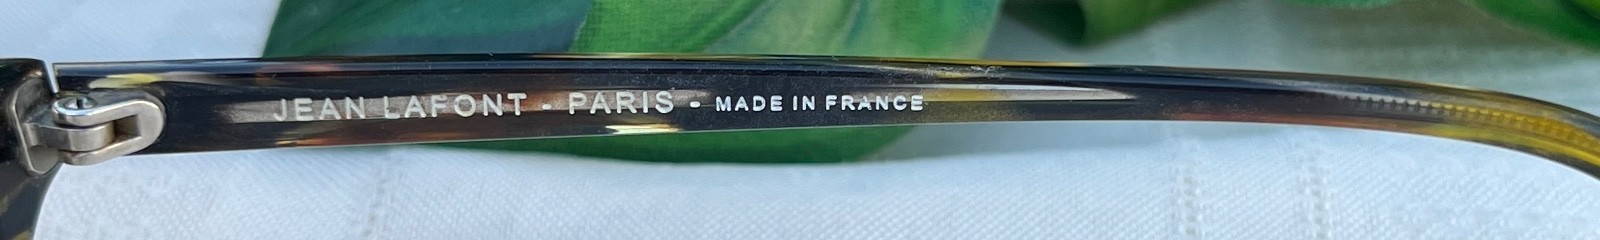 JEAN LAFONT - PARIS - MADE IN FRANCE